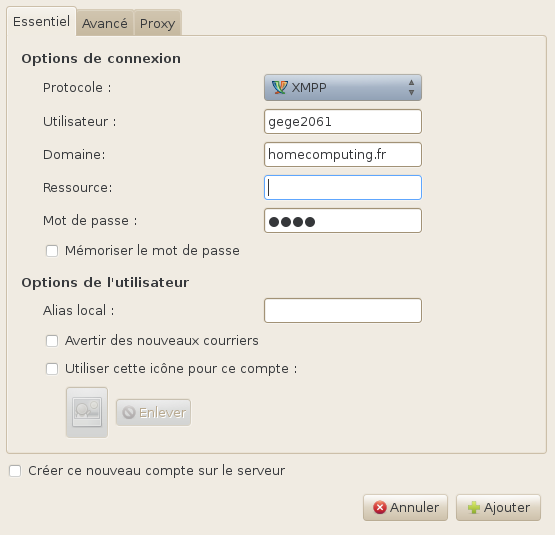 Essentiel Avancé Proxy
Options de connexion
Protocole : XMPP
Utilisateur : gege2061
Domaine: homecomputing.fr
Ressource:
Mot de passe : ●●●●
Mémoriser le mot de passe
Options de l'utilisateur
Alias local :
Avertir des nouveaux courriers
Utiliser cette icône pour ce compte :
Enlever
Créer ce nouveau compte sur le serveur
Annuler Ajouter